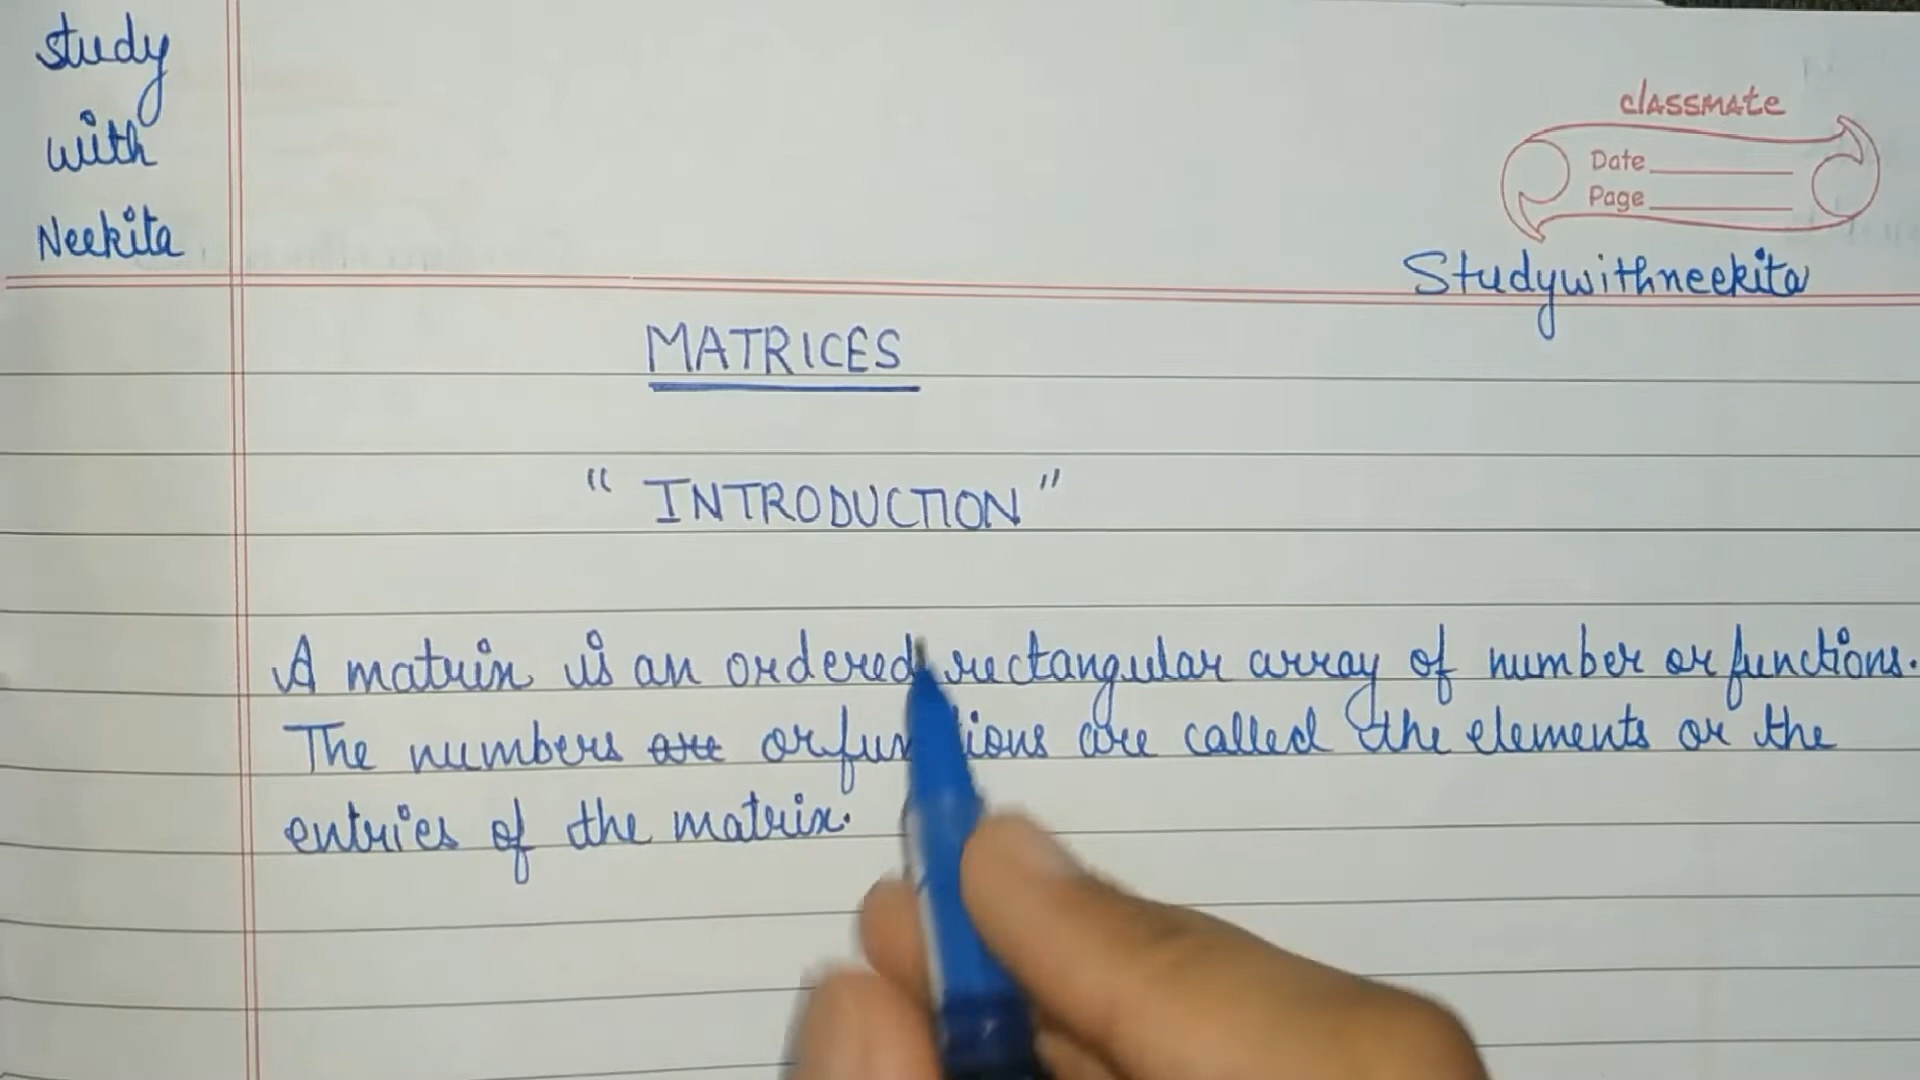 study
with
Neekita
classmate
Date
Page
Studywithneekita
MATRICES
“ INTRODUCTION ”
A matrix is an ordered rectangular array of number or functions.
The numbers are or functions are called the elements or the
entries of the matrix.